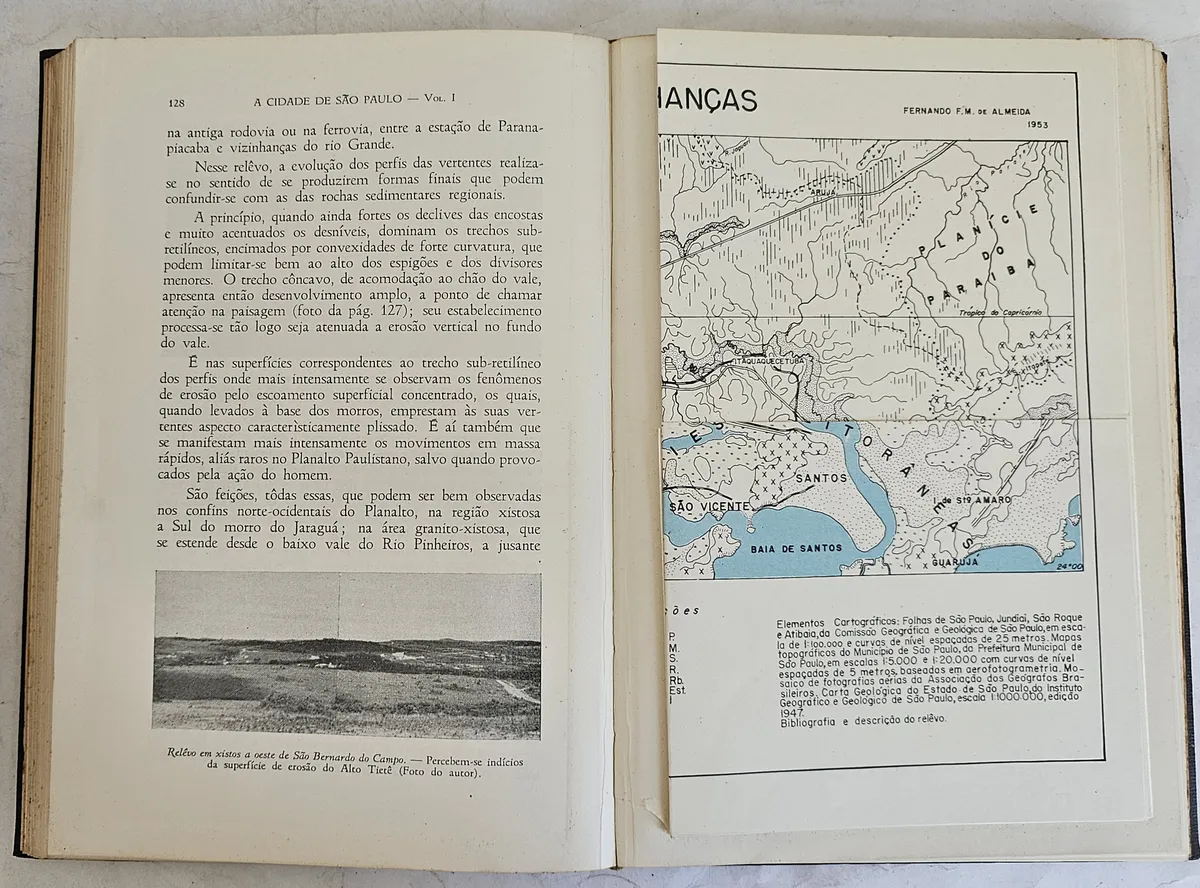 128 A CIDADE DE SÃO PAULO — VOL. I
na antiga rodovia ou na ferrovia, entre a estação de Parana-
piacaba e vizinhanças do rio Grande.
Nesse relêvo, a evolução dos perfis das vertentes realiza-
se no sentido de se produzirem formas finais que podem
confundir-se com as das rochas sedimentares regionais.
A princípio, quando ainda fortes os declives das encostas
e muito acentuados os desníveis, dominam os trechos sub-
retilíneos, encimados por convexidades de forte curvatura, que
podem limitar-se bem ao alto dos espigões e dos divisores
menores. O trecho côncavo, de acomodação ao chão do vale,
apresenta então desenvolvimento amplo, a ponto de chamar
atenção na paisagem (foto da pág. 127); seu estabelecimento
processa-se tão logo seja atenuada a erosão vertical no fundo
do vale.
É nas superfícies correspondentes ao trecho sub-retilíneo
dos perfis onde mais intensamente se observam os fenômenos
de erosão pelo escoamento superficial concentrado, os quais,
quando levados à base dos morros, emprestam às suas ver-
tentes aspecto caracterìsticamente plissado. É aí também que
se manifestam mais intensamente os movimentos em massa
rápidos, aliás raros no Planalto Paulistano, salvo quando provo-
cados pela ação do homem.
São feições, tôdas essas, que podem ser bem observadas
nos confins norte-ocidentais do Planalto, na região xistosa
a Sul do morro do Jaraguá; na área granito-xistosa, que
se estende desde o baixo vale do Rio Pinheiros, a jusante
Relêvo em xistos a oeste de São Bernardo do Campo. — Percebem-se indícios
da superfície de erosão do Alto Tietê (Foto do autor).
HANÇAS
FERNANDO F. M. DE ALMEIDA
1953
ARUJÁ
PLANÍCIE
DO
PARAIBA
Tropico do Capricórnio
ITAQUAQUECETUBA
ES
ITORÂNEAS
SANTOS
I. de Stº AMARO
SÃO VICENTE
BAIA DE SANTOS
GUARUJÁ
24°00
ções
P.
M.
S.
R.
Rb.
Est.
I
Elementos Cartográficos: Folhas de São Paulo, Jundiaí, São Roque
e Atibaia, da Comissão Geográfica e Geológica de São Paulo, em esca-
la de 1:100.000 e curvas de nível espaçadas de 25 metros. Mapas
topográficos do Município de São Paulo, da Prefeitura Municipal de
São Paulo, em escalas 1:5.000 e 1:20.000 com curvas de nível
espaçadas de 5 metros, baseadas em aerofotogrametria. Mo-
saico de fotografias aérias da Associação dos Geógrafos Bra-
sileiros. Carta Geológica do Estado de São Paulo, do Instituto
Geográfico e Geológico de São Paulo, escala 1:1000.000, edição
1947.
Bibliografia e descrição do relêvo.